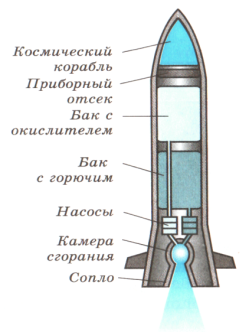 Космический
корабль
Приборный
отсек
Бак с
окислителем
Бак
с горючим
Насосы
Камера
сгорания
Сопло